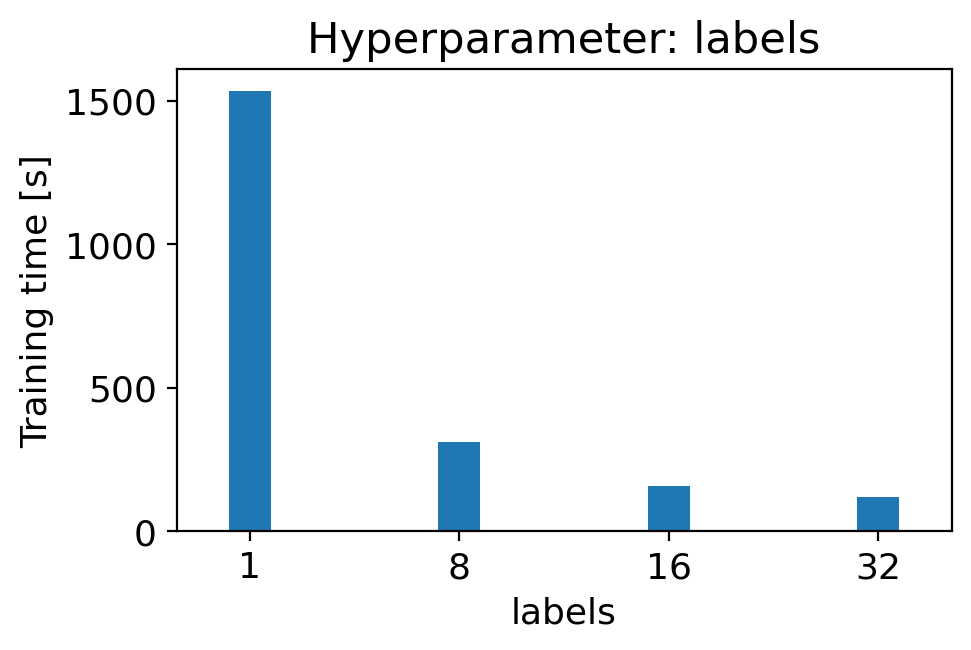 Hyperparameter: labels
Training time [s]
1500
1000
500
0
1 8 16 32
labels